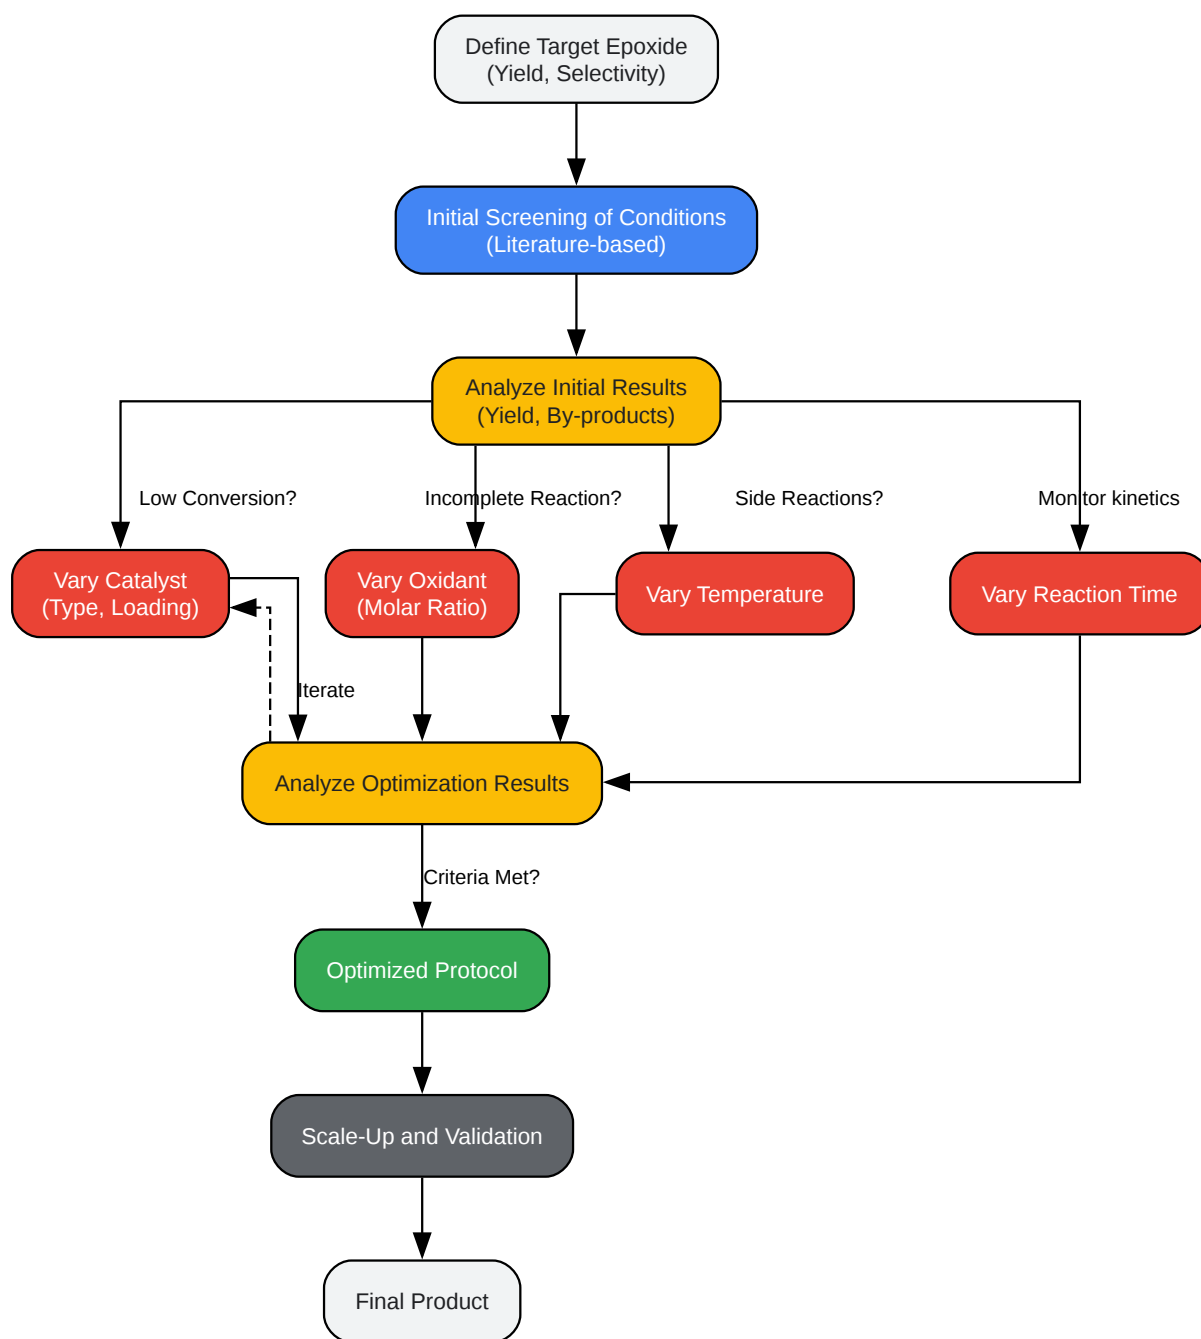 Define Target Epoxide
(Yield, Selectivity)
Initial Screening of Conditions
(Literature-based)
Analyze Initial Results
(Yield, By-products)
Low Conversion?
Incomplete Reaction?
Side Reactions?
Monitor kinetics
Vary Catalyst
(Type, Loading)
Vary Oxidant
(Molar Ratio)
Vary Temperature
Vary Reaction Time
Iterate
Analyze Optimization Results
Criteria Met?
Optimized Protocol
Scale-Up and Validation
Final Product